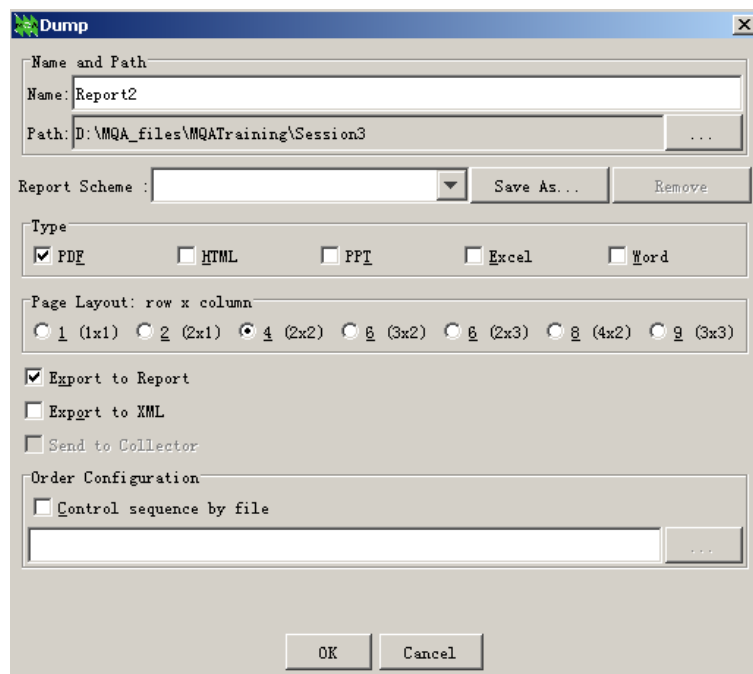 Dump
Name and Path
Name: Report2
Path: D:\MQA_files\MQATraining\Session3 ...
Report Scheme : Save As... Remove
Type
PDF HTML PPT Excel Word
Page Layout: row x column
1 (1x1) 2 (2x1) 4 (2x2) 6 (3x2) 6 (2x3) 8 (4x2) 9 (3x3)
Export to Report
Export to XML
Send to Collector
Order Configuration
Control sequence by file
...
OK Cancel